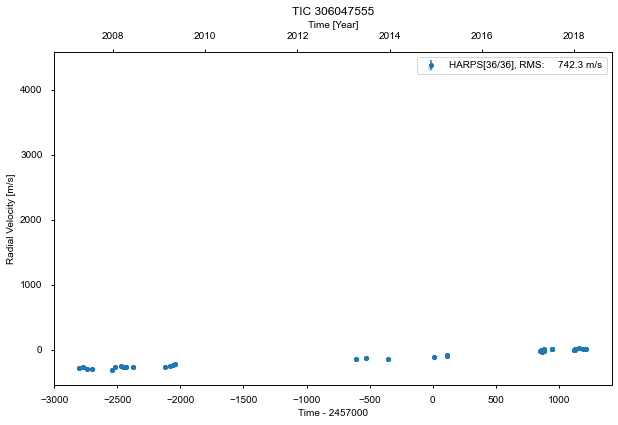 TIC 306047555
Time [Year]
2008 2010 2012 2014 2016 2018
HARPS[36/36], RMS: 742.3 m/s
4000
3000
2000
1000
0
Radial Velocity [m/s]
−3000 −2500 −2000 −1500 −1000 −500 0 500 1000
Time - 2457000